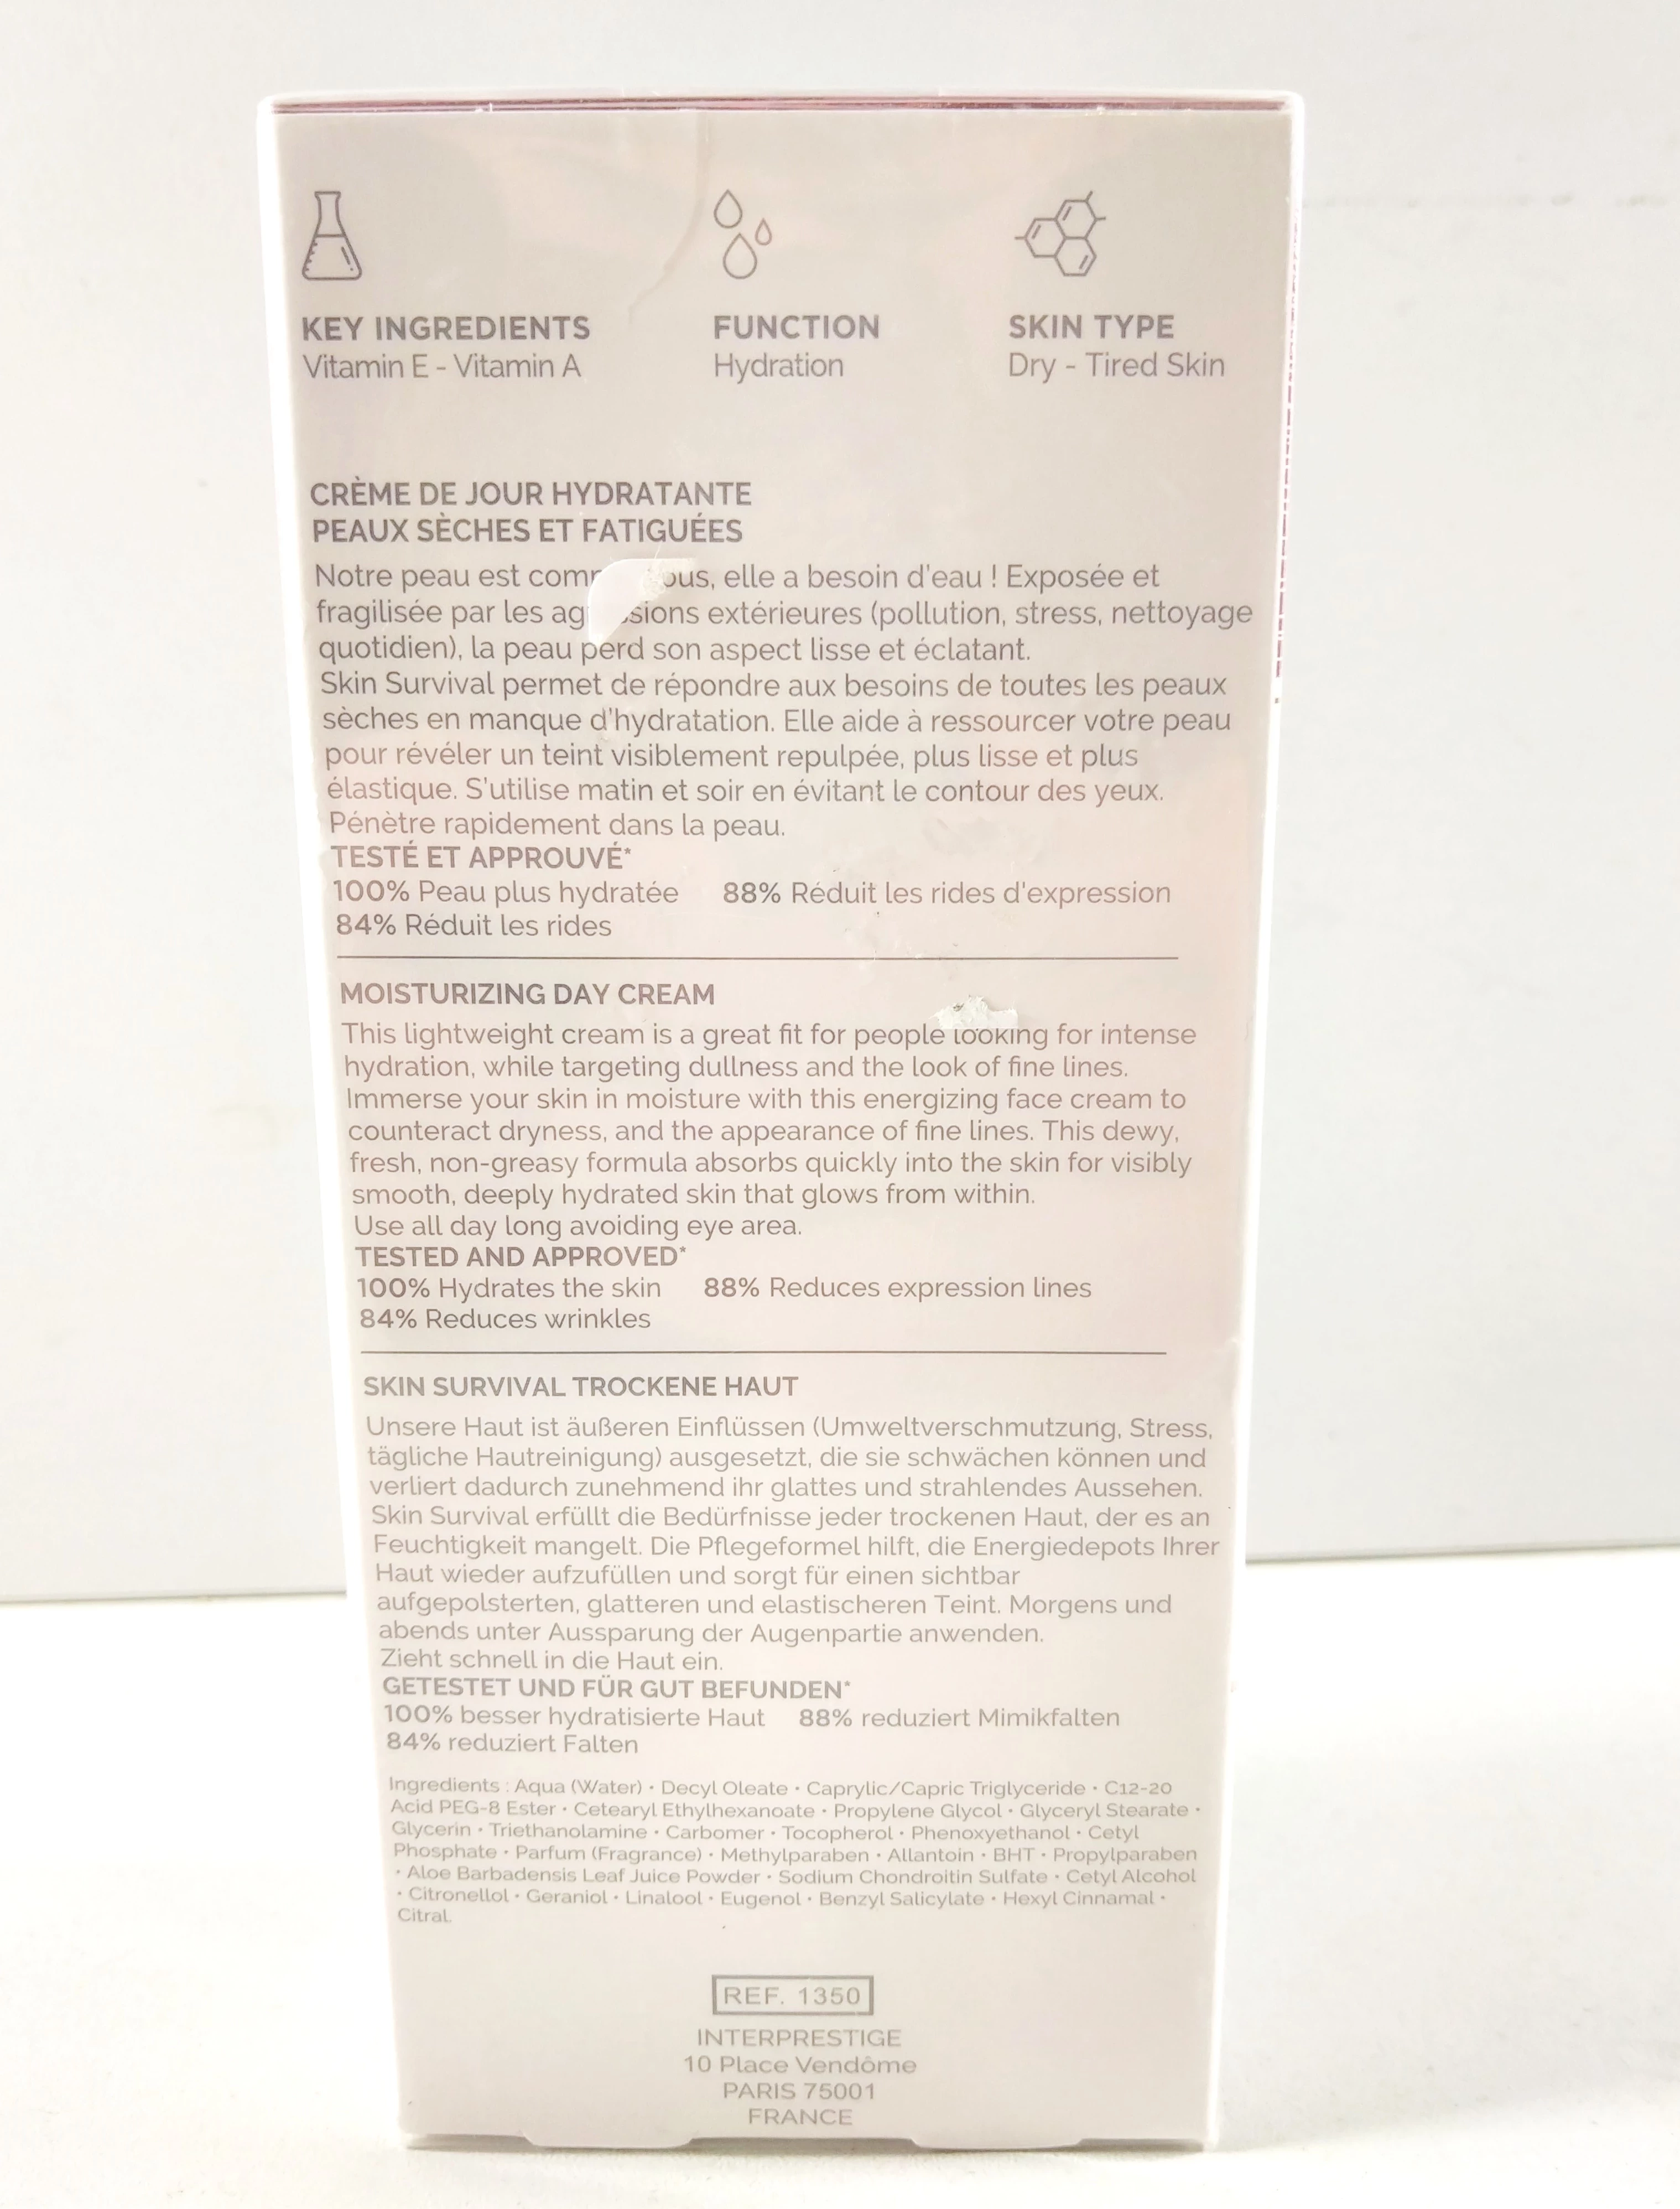 KEY INGREDIENTS
Vitamin E - Vitamin A
FUNCTION
Hydration
SKIN TYPE
Dry - Tired Skin
CRÈME DE JOUR HYDRATANTE
PEAUX SÈCHES ET FATIGUÉES
Notre peau est elle a besoin d'eau ! Exposée et
fragilisée par les extérieures (pollution, stress, nettoyage
quotidien), la peau perd son aspect lisse et éclatant.
Skin Survival permet de répondre aux besoins de toutes les peaux
sèches en manque d'hydratation. Elle aide à ressourcer votre peau
pour révéler un teint visiblement repulpée, plus lisse et plus
élastique. S'utilise matin et soir en évitant le contour des yeux.
Pénètre rapidement dans la peau.
TESTÉ ET APPROUVÉ*
100% Peau plus hydratée 88% Réduit les rides d'expression
84% Réduit les rides
MOISTURIZING DAY CREAM
This lightweight cream is a great fit for people looking for intense
hydration, while targeting dullness and the look of fine lines.
Immerse your skin in moisture with this energizing face cream to
counteract dryness, and the appearance of fine lines. This dewy,
fresh, non-greasy formula absorbs quickly into the skin for visibly
smooth, deeply hydrated skin that glows from within.
Use all day long avoiding eye area.
TESTED AND APPROVED*
100% Hydrates the skin 88% Reduces expression lines
84% Reduces wrinkles
SKIN SURVIVAL TROCKENE HAUT
Unsere Haut ist äußeren Einflüssen (Umweltverschmutzung, Stress,
tägliche Hautreinigung) ausgesetzt, die sie schwächen können und
verliert dadurch zunehmend ihr glattes und strahlendes Aussehen.
Skin Survival erfüllt die Bedürfnisse jeder trockenen Haut, der es an
Feuchtigkeit mangelt. Die Pflegeformel hilft, die Energiedepots Ihrer
Haut wieder aufzufüllen und sorgt für einen sichtbar
aufgepolsterten, glatteren und elastischeren Teint. Morgens und
abends unter Aussparung der Augenpartie anwenden.
Zieht schnell in die Haut ein.
GETESTET UND FÜR GUT BEFUNDEN*
100% besser hydratisierte Haut 88% reduziert Mimikfalten
84% reduziert Falten
Ingredients : Aqua (Water) • Decyl Oleate • Caprylic/Capric Triglyceride • C12-20
Acid PEG-8 Ester • Cetearyl Ethylhexanoate • Propylene Glycol • Glyceryl Stearate •
Glycerin • Triethanolamine • Carbomer • Tocopherol • Phenoxyethanol • Cetyl
Phosphate • Parfum (Fragrance) • Methylparaben • Allantoin • BHT • Propylparaben
• Aloe Barbadensis Leaf Juice Powder • Sodium Chondroitin Sulfate • Cetyl Alcohol
• Citronellol • Geraniol • Linalool • Eugenol • Benzyl Salicylate • Hexyl Cinnamal •
Citral.
REF. 1350
INTERPRESTIGE
10 Place Vendôme
PARIS 75001
FRANCE